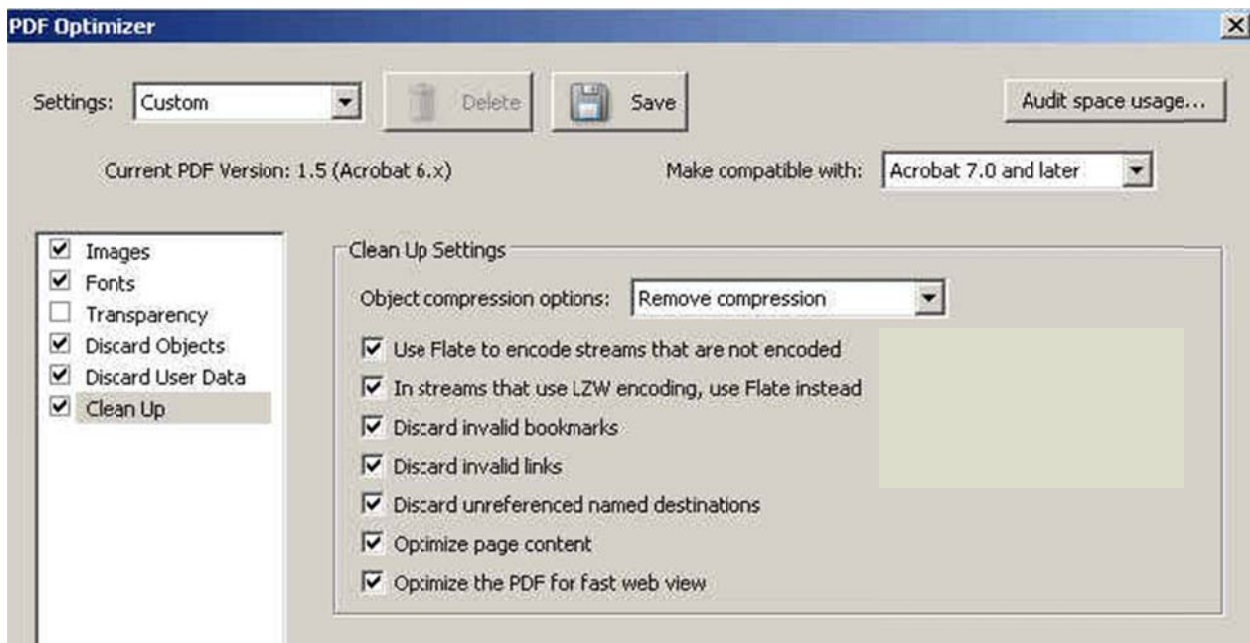 PDF Optimizer
Settings: Custom Delete Save Audit space usage...
Current PDF Version: 1.5 (Acrobat 6.x) Make compatible with: Acrobat 7.0 and later
Images
Fonts
Transparency
Discard Objects
Discard User Data
Clean Up
Clean Up Settings
Object compression options: Remove compression
Use Flate to encode streams that are not encoded
In streams that use LZW encoding, use Flate instead
Discard invalid bookmarks
Discard invalid links
Discard unreferenced named destinations
Optimize page content
Optimize the PDF for fast web view